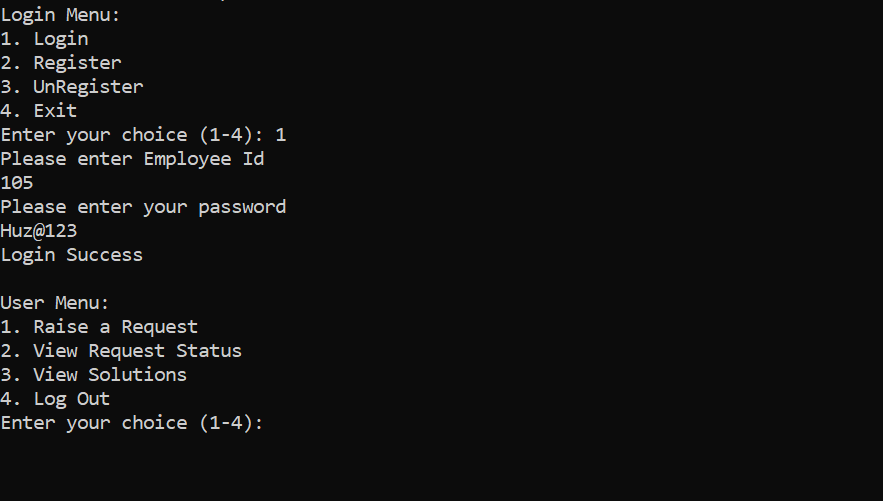 Login Menu:
1. Login
2. Register
3. UnRegister
4. Exit
Enter your choice (1-4): 1
Please enter Employee Id
105
Please enter your password
Huz@123
Login Success
User Menu:
1. Raise a Request
2. View Request Status
3. View Solutions
4. Log Out
Enter your choice (1-4):